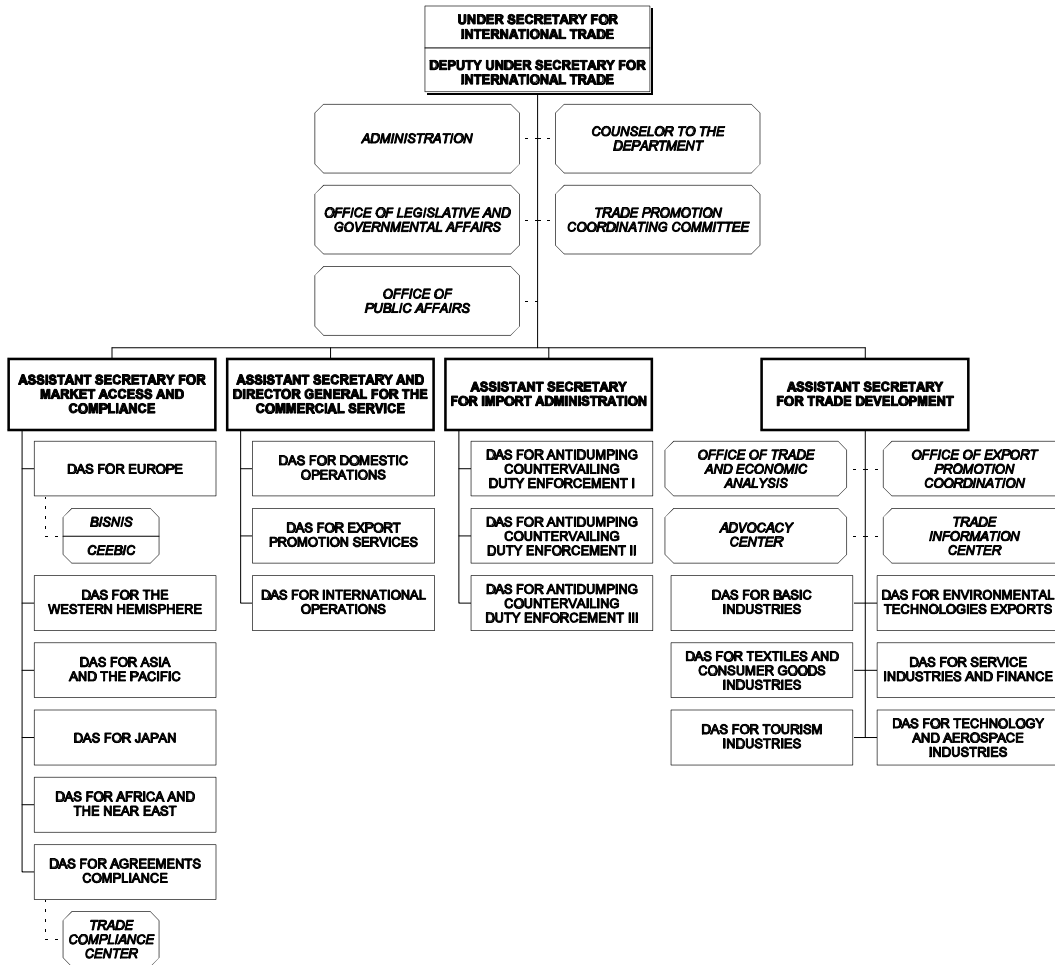 UNDER SECRETARY FOR
INTERNATIONAL TRADE
DEPUTY UNDER SECRETARY FOR
INTERNATIONAL TRADE
ADMINISTRATION
COUNSELOR TO THE
DEPARTMENT
OFFICE OF LEGISLATIVE AND
GOVERNMENTAL AFFAIRS
TRADE PROMOTION
COORDINATING COMMITTEE
OFFICE OF
PUBLIC AFFAIRS
ASSISTANT SECRETARY FOR
MARKET ACCESS AND
COMPLIANCE
DAS FOR EUROPE
BISNIS
CEEBIC
DAS FOR THE
WESTERN HEMISPHERE
DAS FOR ASIA
AND THE PACIFIC
DAS FOR JAPAN
DAS FOR AFRICA AND
THE NEAR EAST
DAS FOR AGREEMENTS
COMPLIANCE
TRADE
COMPLIANCE
CENTER
ASSISTANT SECRETARY AND
DIRECTOR GENERAL FOR THE
COMMERCIAL SERVICE
DAS FOR DOMESTIC
OPERATIONS
DAS FOR EXPORT
PROMOTION SERVICES
DAS FOR INTERNATIONAL
OPERATIONS
ASSISTANT SECRETARY
FOR IMPORT ADMINISTRATION
DAS FOR ANTIDUMPING
COUNTERVAILING
DUTY ENFORCEMENT I
DAS FOR ANTIDUMPING
COUNTERVAILING
DUTY ENFORCEMENT II
DAS FOR ANTIDUMPING
COUNTERVAILING
DUTY ENFORCEMENT III
ASSISTANT SECRETARY
FOR TRADE DEVELOPMENT
OFFICE OF TRADE
AND ECONOMIC
ANALYSIS
OFFICE OF EXPORT
PROMOTION
COORDINATION
ADVOCACY
CENTER
TRADE
INFORMATION
CENTER
DAS FOR BASIC
INDUSTRIES
DAS FOR ENVIRONMENTAL
TECHNOLOGIES EXPORTS
DAS FOR TEXTILES AND
CONSUMER GOODS
INDUSTRIES
DAS FOR SERVICE
INDUSTRIES AND FINANCE
DAS FOR TOURISM
INDUSTRIES
DAS FOR TECHNOLOGY
AND AEROSPACE
INDUSTRIES